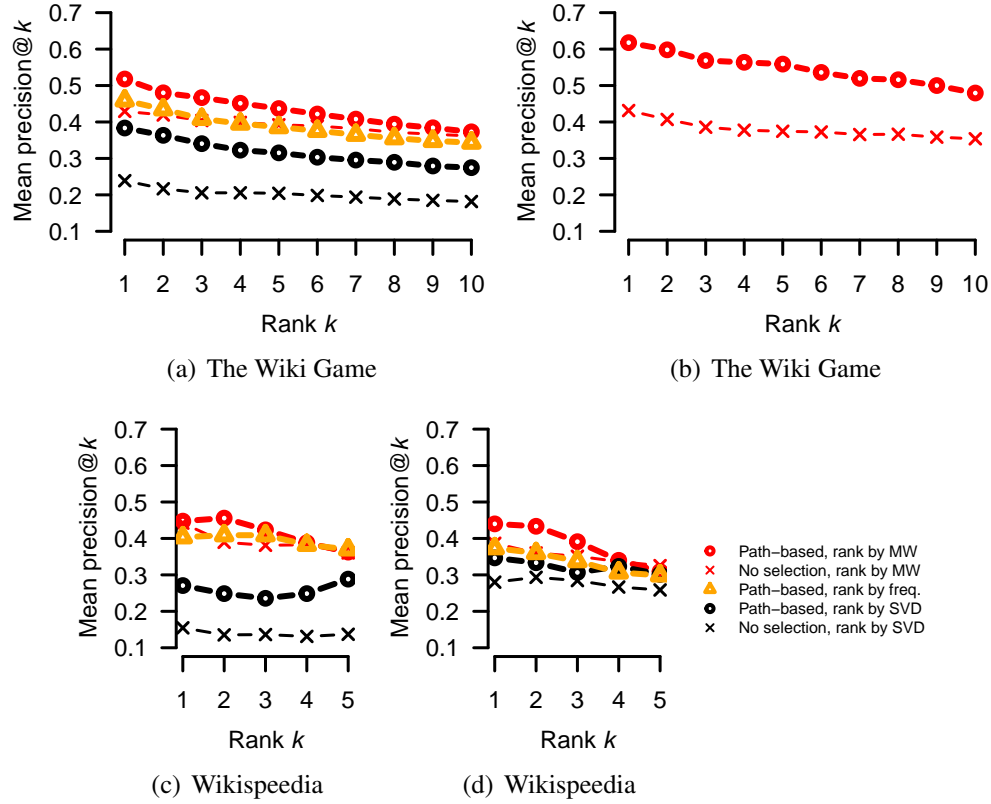 0.7
0.6
0.5
0.4
0.3
0.2
0.1
Mean precision@k
1 2 3 4 5 6 7 8 9 10
Rank k
(a) The Wiki Game
0.7
0.6
0.5
0.4
0.3
0.2
0.1
Mean precision@k
1 2 3 4 5 6 7 8 9 10
Rank k
(b) The Wiki Game
0.7
0.6
0.5
0.4
0.3
0.2
0.1
Mean precision@k
1 2 3 4 5
Rank k
(c) Wikispeedia
0.7
0.6
0.5
0.4
0.3
0.2
0.1
Mean precision@k
1 2 3 4 5
Rank k
(d) Wikispeedia
Path−based, rank by MW
No selection, rank by MW
Path−based, rank by freq.
Path−based, rank by SVD
No selection, rank by SVD